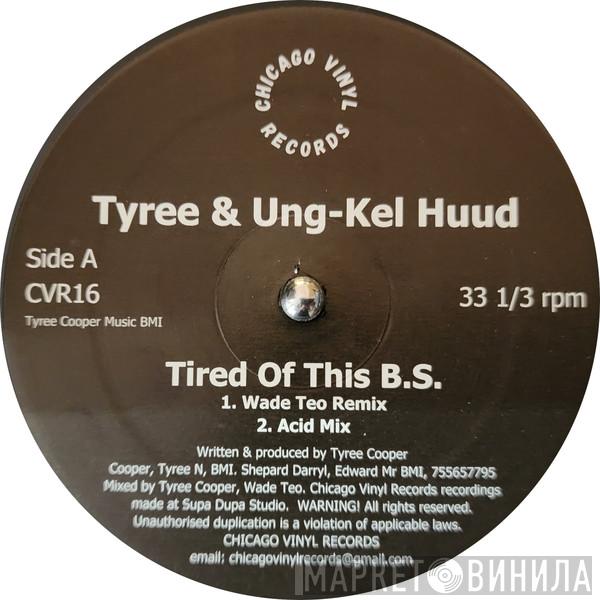 CHICAGO VINYL
RECORDS
Tyree & Ung-Kel Huud
Side A
CVR16
33 1/3 rpm
Tyree Cooper Music BMI
Tired Of This B.S.
1. Wade Teo Remix
2. Acid Mix
Written & produced by Tyree Cooper
Cooper, Tyree N, BMI. Shepard Darryl, Edward Mr BMI, 755657795
Mixed by Tyree Cooper, Wade Teo. Chicago Vinyl Records recordings
made at Supa Dupa Studio. WARNING! All rights reserved.
Unauthorised duplication is a violation of applicable laws.
CHICAGO VINYL RECORDS
email: chicagovinylrecords@gmail.com
МАРКЕТ ВИНИЛА